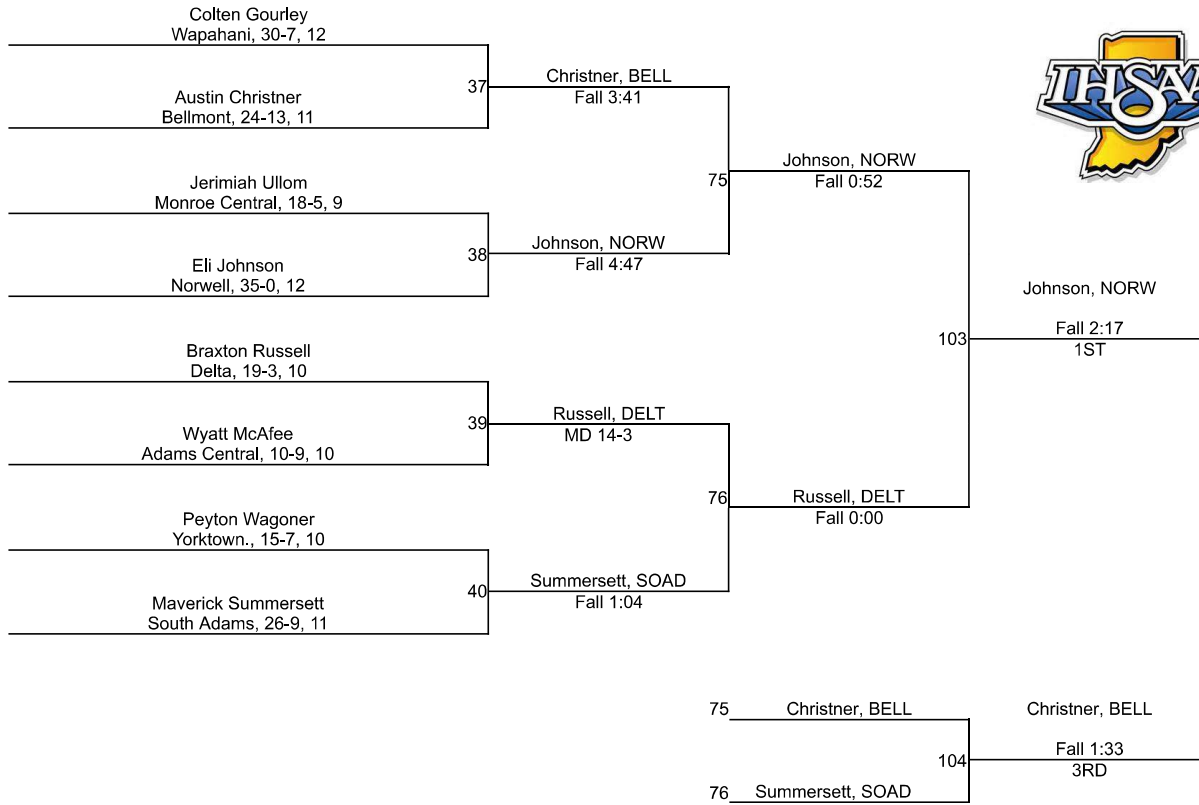 Colten Gourley
Wapahani, 30-7, 12
37
Christner, BELL
Fall 3:41
Austin Christner
Bellmont, 24-13, 11
75
Johnson, NORW
Fall 0:52
Jerimiah Ullom
Monroe Central, 18-5, 9
38
Johnson, NORW
Fall 4:47
Eli Johnson
Norwell, 35-0, 12
103
Johnson, NORW
Fall 2:17
1ST
Braxton Russell
Delta, 19-3, 10
39
Russell, DELT
MD 14-3
Wyatt McAfee
Adams Central, 10-9, 10
76
Russell, DELT
Fall 0:00
Peyton Wagoner
Yorktown., 15-7, 10
40
Summersett, SOAD
Fall 1:04
Maverick Summersett
South Adams, 26-9, 11
75 Christner, BELL
104
Christner, BELL
Fall 1:33
3RD
76 Summersett, SOAD
IHSAA